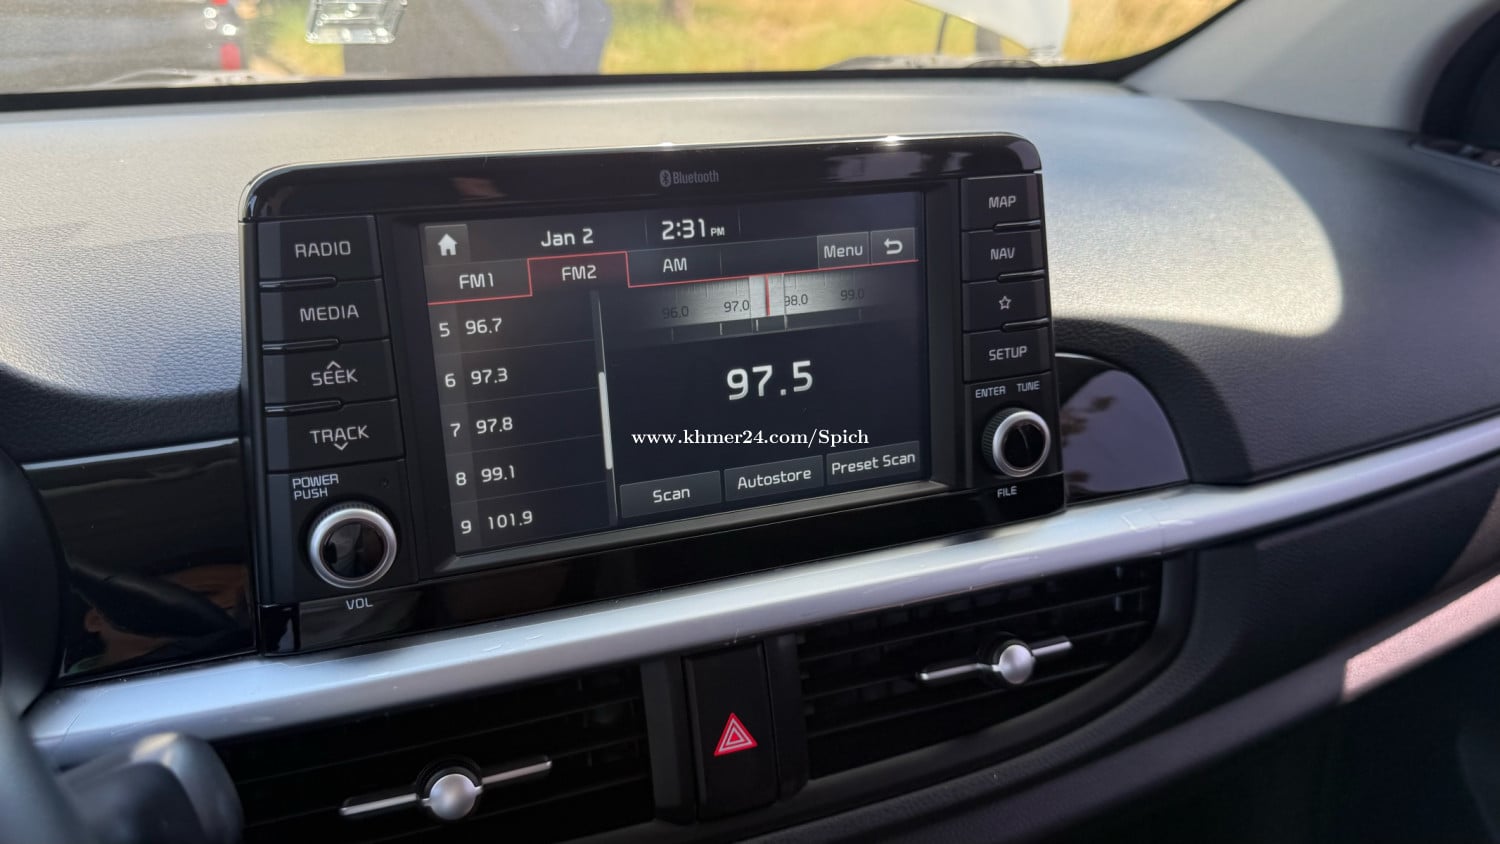 Bluetooth
RADIO
MEDIA
SEEK
TRACK
POWER
PUSH
VOL
Jan 2
2:31 PM
FM1
FM2
AM
Menu
5 96.7
6 97.3
7 97.8
8 99.1
9 101.9
96.0 97.0 98.0 99.0
97.5
www.khmer24.com/Spich
Scan
Autostore
Preset Scan
MAP
NAV
SETUP
ENTER TUNE
FILE